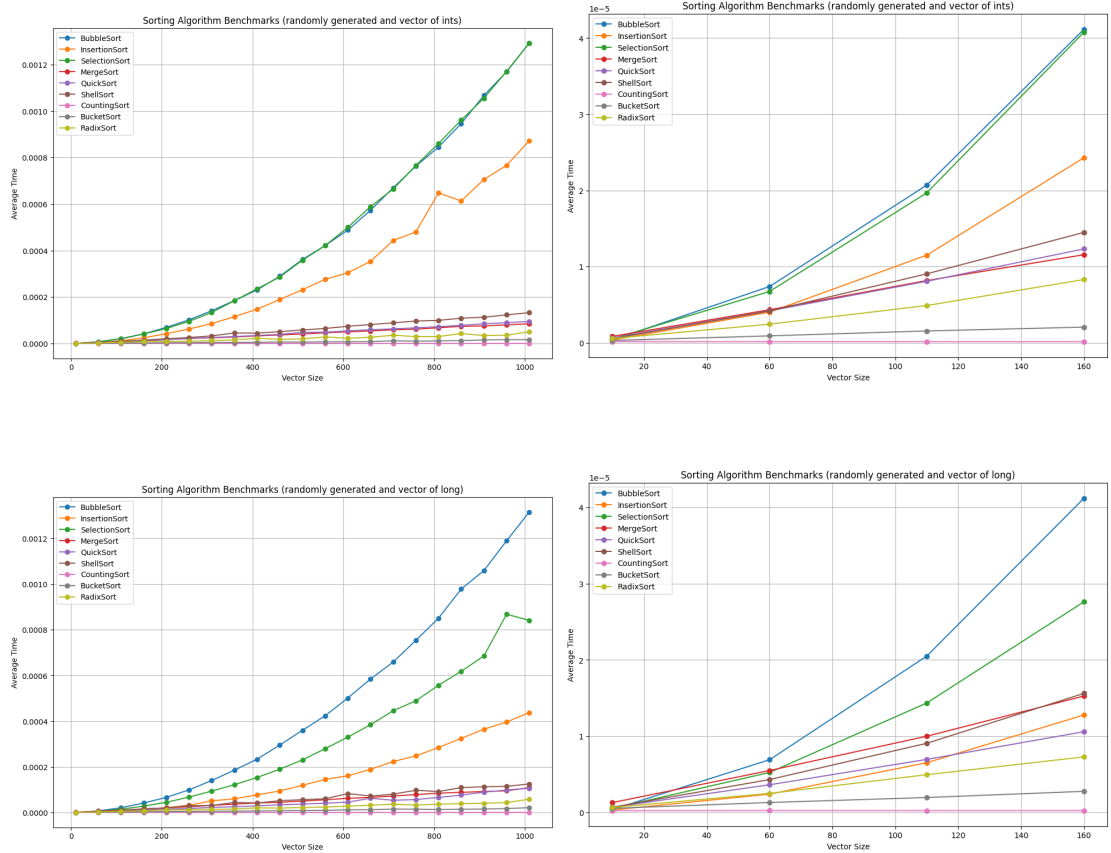 Sorting Algorithm Benchmarks (randomly generated and vector of ints)
BubbleSort
InsertionSort
SelectionSort
MergeSort
QuickSort
ShellSort
CountingSort
BucketSort
RadixSort
Average Time
0.0012
0.0010
0.0008
0.0006
0.0004
0.0002
0.0000
0 200 400 600 800 1000
Vector Size
Sorting Algorithm Benchmarks (randomly generated and vector of ints)
1e-5
BubbleSort
InsertionSort
SelectionSort
MergeSort
QuickSort
ShellSort
CountingSort
BucketSort
RadixSort
Average Time
4
3
2
1
0
20 40 60 80 100 120 140 160
Vector Size
Sorting Algorithm Benchmarks (randomly generated and vector of long)
BubbleSort
InsertionSort
SelectionSort
MergeSort
QuickSort
ShellSort
CountingSort
BucketSort
RadixSort
Average Time
0.0012
0.0010
0.0008
0.0006
0.0004
0.0002
0.0000
0 200 400 600 800 1000
Vector Size
Sorting Algorithm Benchmarks (randomly generated and vector of long)
1e-5
BubbleSort
InsertionSort
SelectionSort
MergeSort
QuickSort
ShellSort
CountingSort
BucketSort
RadixSort
Average Time
4
3
2
1
0
20 40 60 80 100 120 140 160
Vector Size